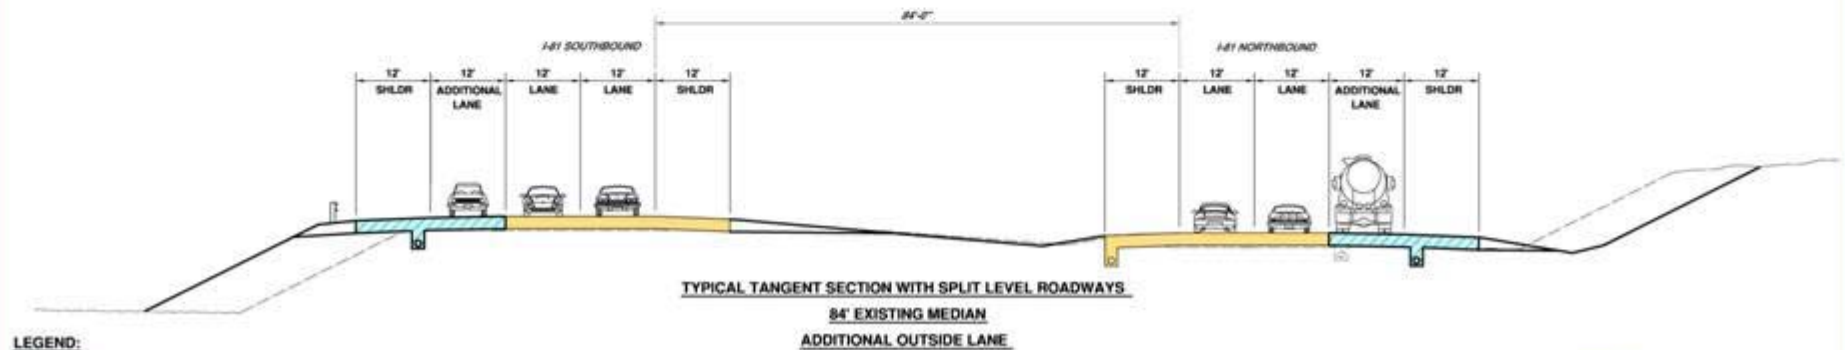 84'-0"
I-81 SOUTHBOUND
I-81 NORTHBOUND
12' 12' 12' 12' 12'
SHLDR ADDITIONAL LANE LANE LANE SHLDR
12' 12' 12' 12' 12'
SHLDR LANE LANE ADDITIONAL LANE SHLDR
TYPICAL TANGENT SECTION WITH SPLIT LEVEL ROADWAYS
84' EXISTING MEDIAN
ADDITIONAL OUTSIDE LANE
LEGEND: